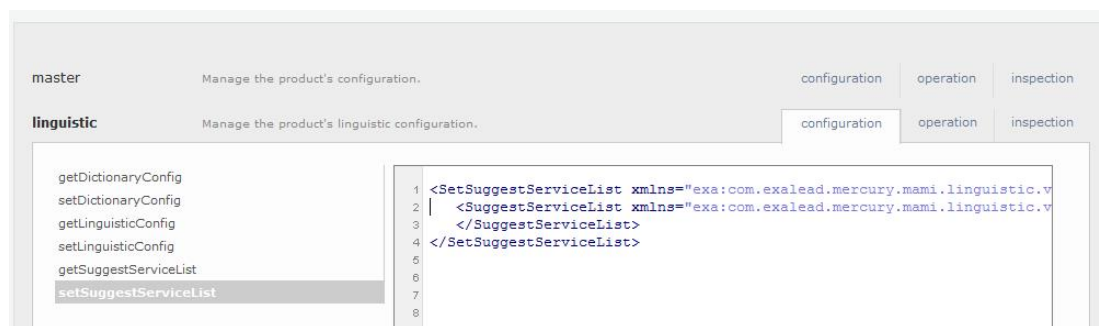 master Manage the product's configuration. configuration operation inspection
linguistic Manage the product's linguistic configuration. configuration operation inspection
getDictionaryConfig
setDictionaryConfig
getLinguisticConfig
setLinguisticConfig
getSuggestServiceList
setSuggestServiceList
1 <SetSuggestServiceList xmlns="exa:com.exalead.mercury.mami.linguistic.v
2 <SuggestServiceList xmlns="exa:com.exalead.mercury.mami.linguistic.v
3 </SuggestServiceList>
4 </SetSuggestServiceList>
5
6
7
8